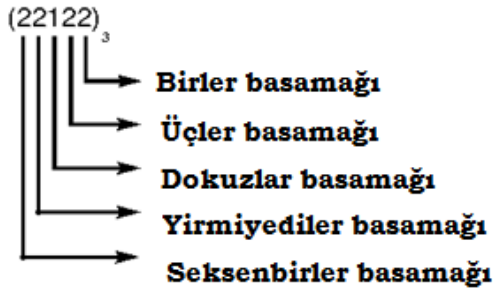 (22122)₃
Birler basamağı
Üçler basamağı
Dokuzlar basamağı
Yirmiyediler basamağı
Seksenbirler basamağı